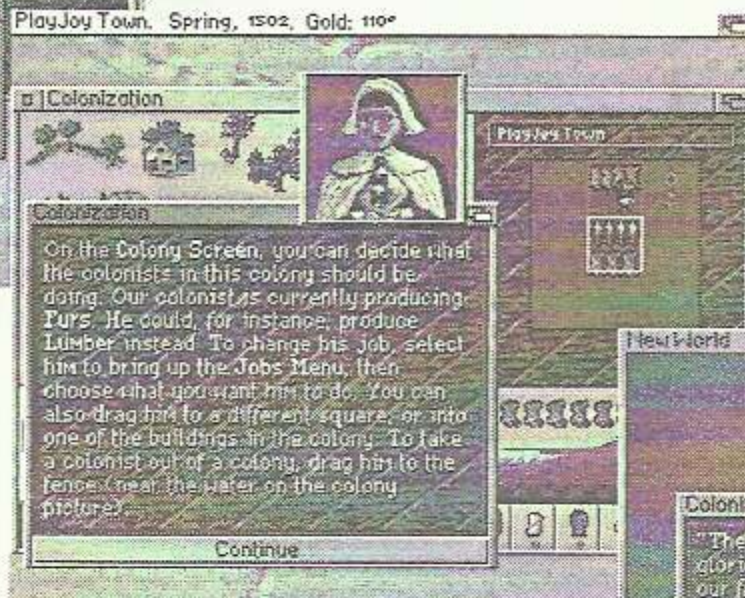 PlayJoy Town. Spring, 1502, Gold: 110°
Colonization
PlayJoy Town
Colonization
On the Colony Screen, you can decide what
the colonists in this colony should be
doing. Our colonist is currently producing
Furs. He could, for instance, produce
Lumber instead. To change his job, select
him to bring up the Jobs Menu, then
choose what you want him to do. You can
also drag him to a different square, or into
one of the buildings in the colony. To take
a colonist out of a colony, drag him to the
fence (near the water on the colony
picture).
Continue
New World
Coloni
"The
glori
our f